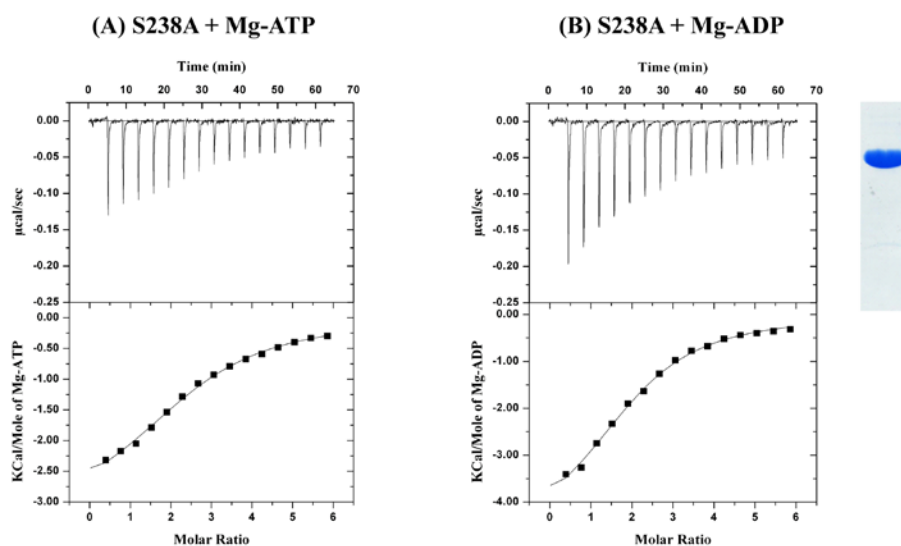 (A) S238A + Mg-ATP
Time (min)
0 10 20 30 40 50 60 70
0.00
-0.05
-0.10
-0.15
-0.20
-0.25
µcal/sec
0.00
-0.50
-1.00
-1.50
-2.00
-2.50
-3.00
KCal/Mole of Mg-ATP
0 1 2 3 4 5 6
Molar Ratio
(B) S238A + Mg-ADP
Time (min)
0 10 20 30 40 50 60 70
0.00
-0.05
-0.10
-0.15
-0.20
-0.25
µcal/sec
0.00
-1.00
-2.00
-3.00
-4.00
KCal/Mole of Mg-ADP
0 1 2 3 4 5 6
Molar Ratio